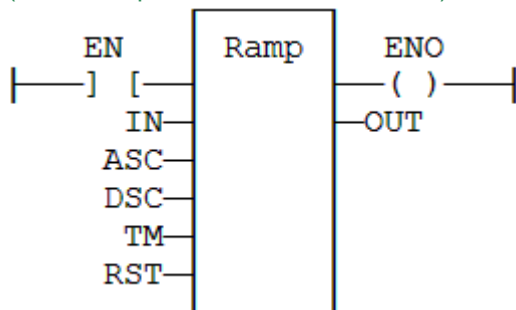 EN Ramp ENO
] [ ( )
IN OUT
ASC
DSC
TM
RST